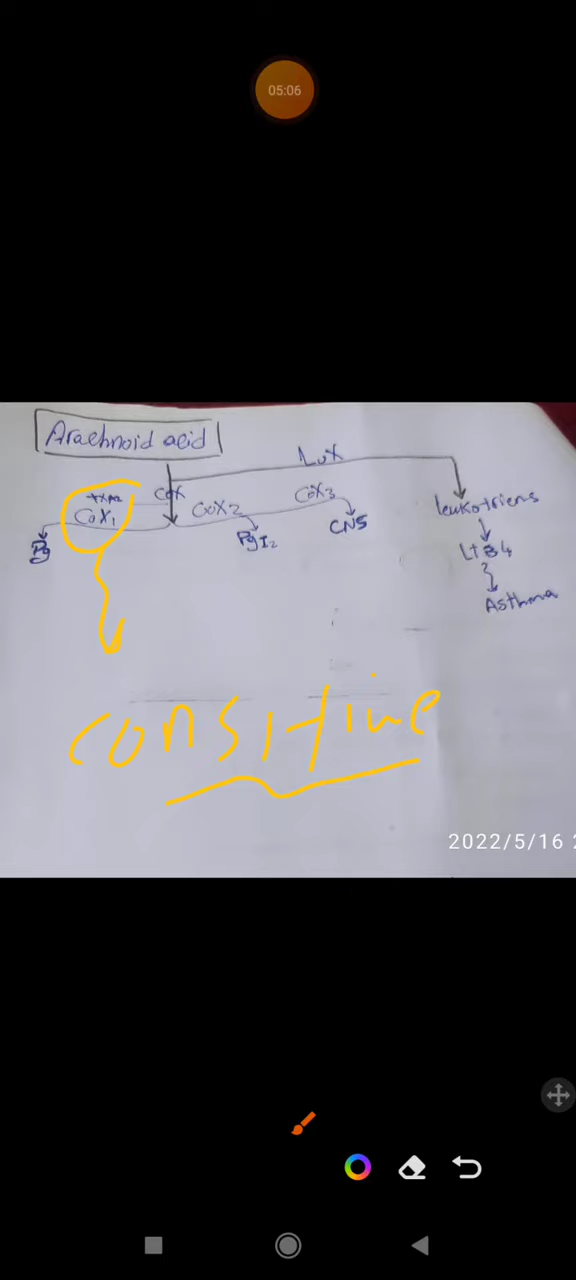 05:06
Arachnoid acid
LOX
TXA2
COX
COX3
COX1
COX2
leukotriens
Pg
PgI2
CNS
LTB4
Asthma
consitive
2022/5/16